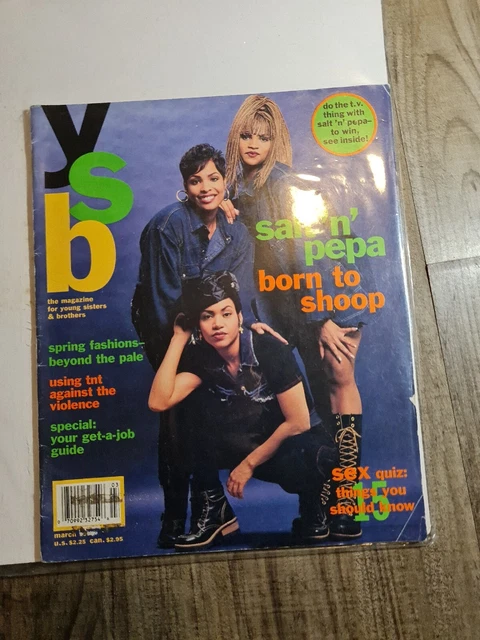 ysb
the magazine
for young sisters
& brothers
do the t.v.
thing with
salt 'n' pepa–
to win,
see inside!
salt 'n'
pepa
born to
shoop
spring fashions–
beyond the pale
using tnt
against the
violence
special:
your get-a-job
guide
sex quiz:
15
things you
should know
03
march
u.s. $2.25 can. $2.95